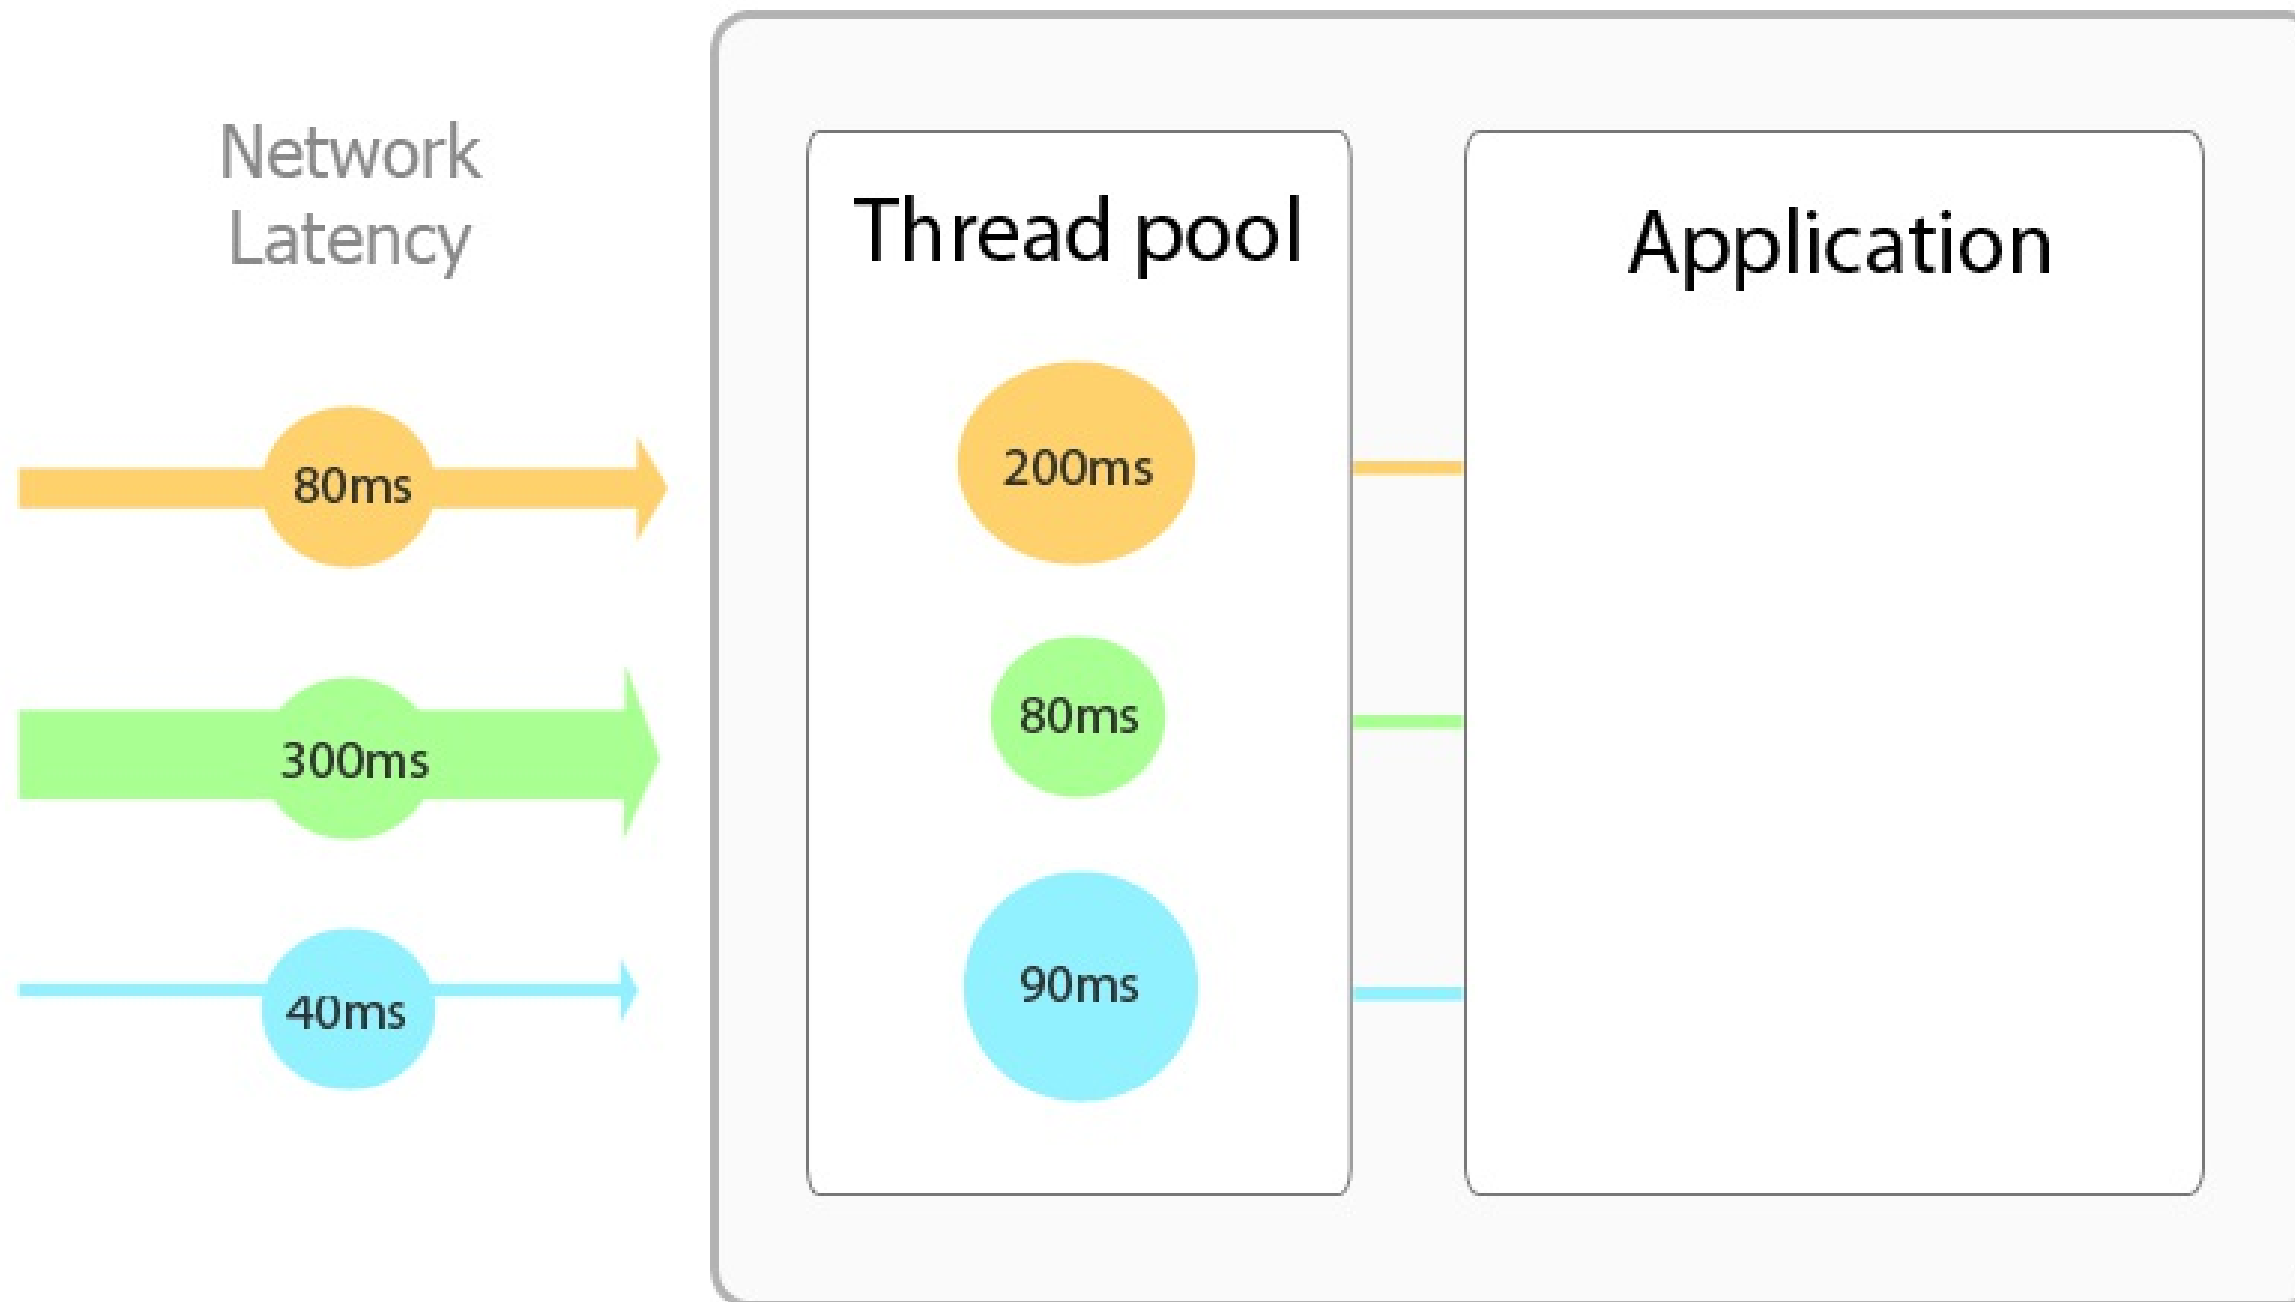 Network
Latency
Thread pool
Application
80ms
200ms
300ms
80ms
40ms
90ms